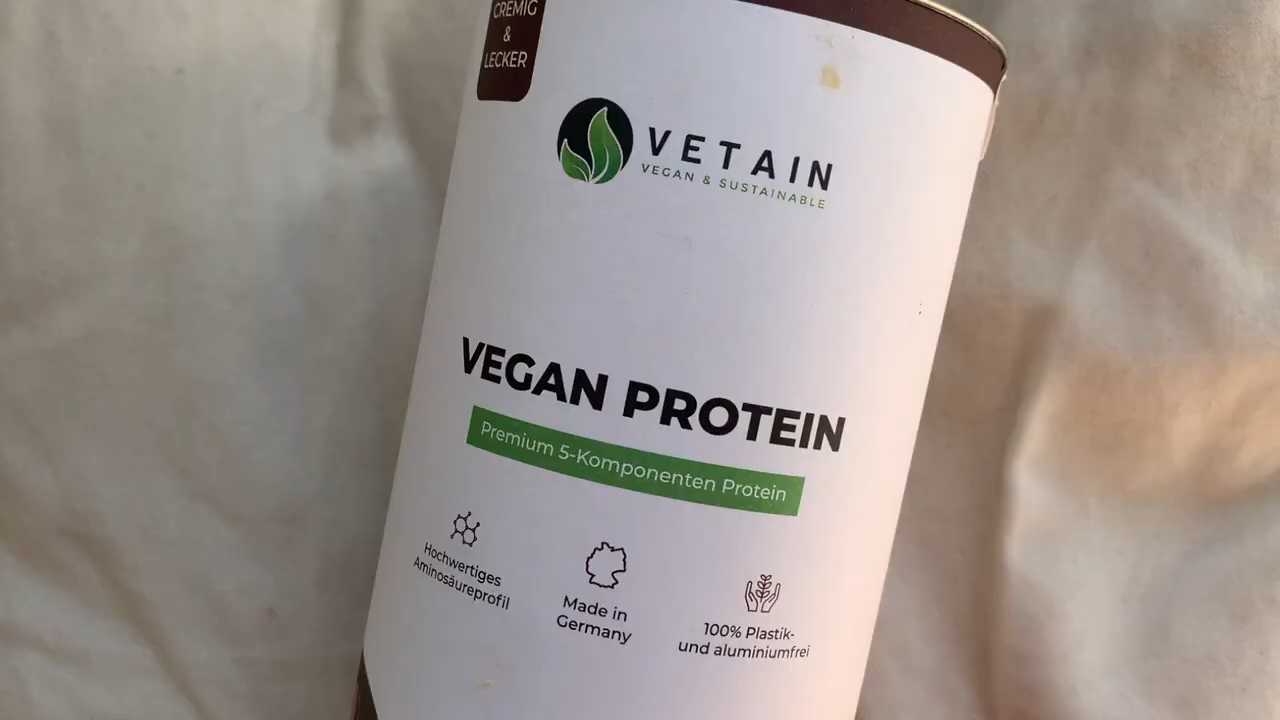 CREMIG
&
LECKER
VETAIN
VEGAN & SUSTAINABLE
VEGAN PROTEIN
Premium 5-Komponenten Protein
Hochwertiges
Aminosäureprofil
Made in
Germany
100% Plastik-
und aluminiumfrei